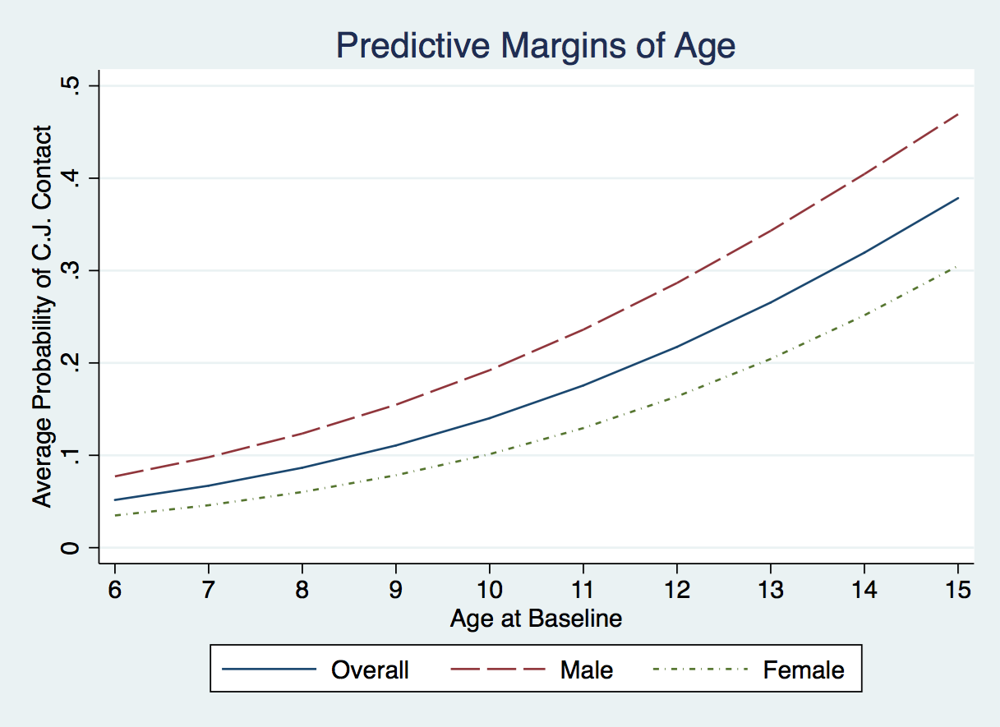 Predictive Margins of Age
Average Probability of C.J. Contact
.5
.4
.3
.2
.1
0
6 7 8 9 10 11 12 13 14 15
Age at Baseline
Overall Male Female